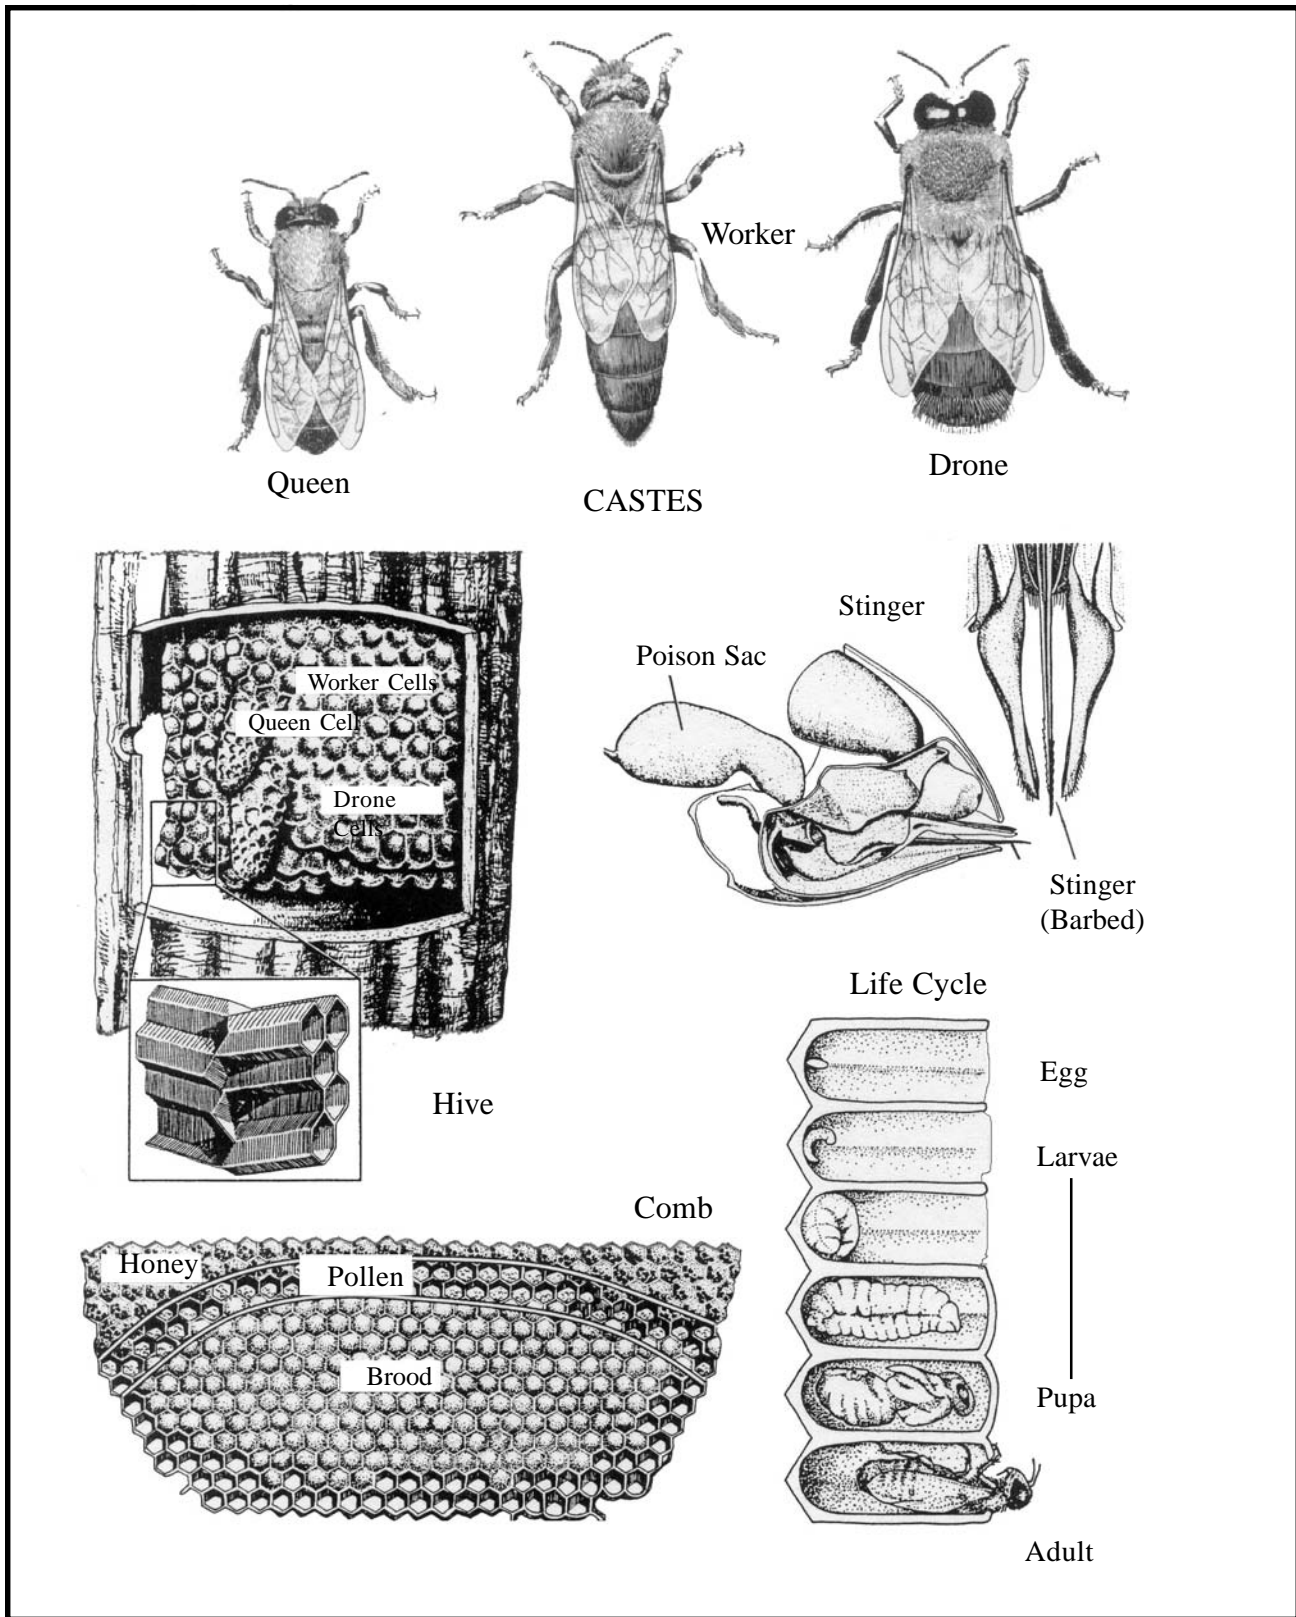 Worker
Queen
Drone
CASTES
Worker Cells
Queen Cell
Drone
Cells
Hive
Stinger
Poison Sac
Stinger
(Barbed)
Life Cycle
Egg
Larvae
Pupa
Adult
Comb
Honey
Pollen
Brood